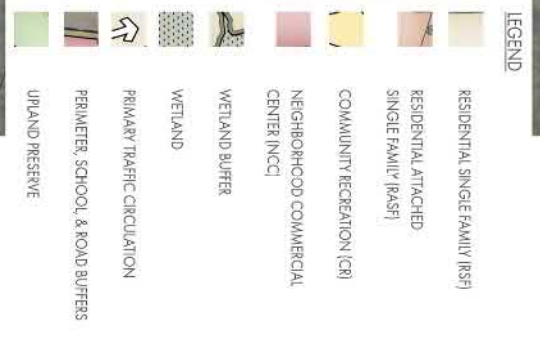 LEGEND
RESIDENTIAL SINGLE FAMILY (RSF)
RESIDENTIAL ATTACHED
SINGLE FAMILY (RASF)
COMMUNITY RECREATION (CR)
NEIGHBORHOOD COMMERCIAL
CENTER (NCC)
WETLAND BUFFER
WETLAND
PRIMARY TRAFFIC CIRCULATION
PERIMETER, SCHOOL, & ROAD BUFFERS
UPLAND PRESERVE